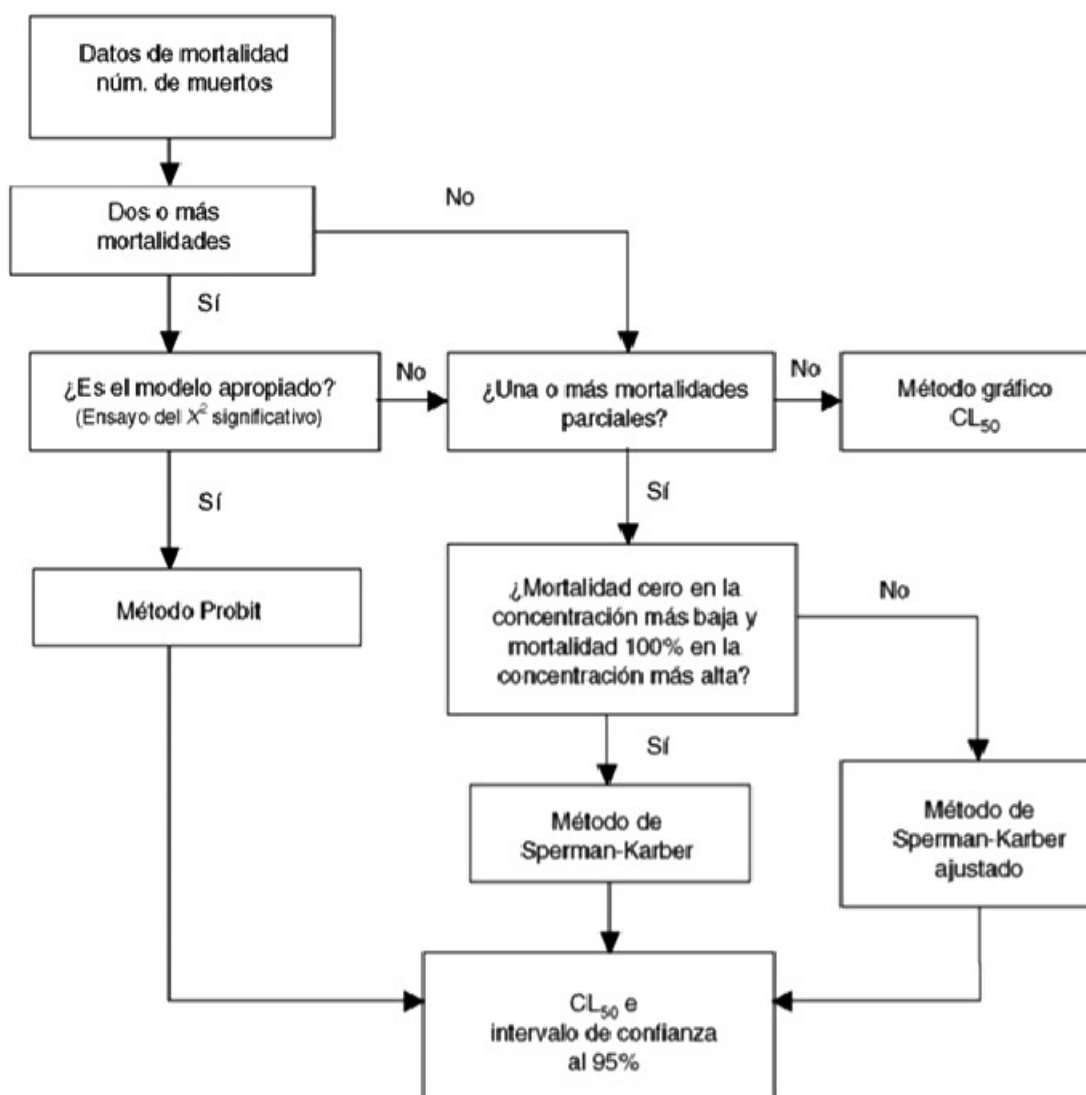 Datos de mortalidad
núm. de muertos
Dos o más
mortalidades
No
Sí
¿Es el modelo apropiado?
(Ensayo del X² significativo)
No
¿Una o más mortalidades
parciales?
No
Método gráfico
CL₅₀
Sí
Sí
Método Probit
¿Mortalidad cero en la
concentración más baja y
mortalidad 100% en la
concentración más alta?
No
Sí
Método de
Sperman-Karber
Método de
Sperman-Karber
ajustado
CL₅₀ e
intervalo de confianza
al 95%